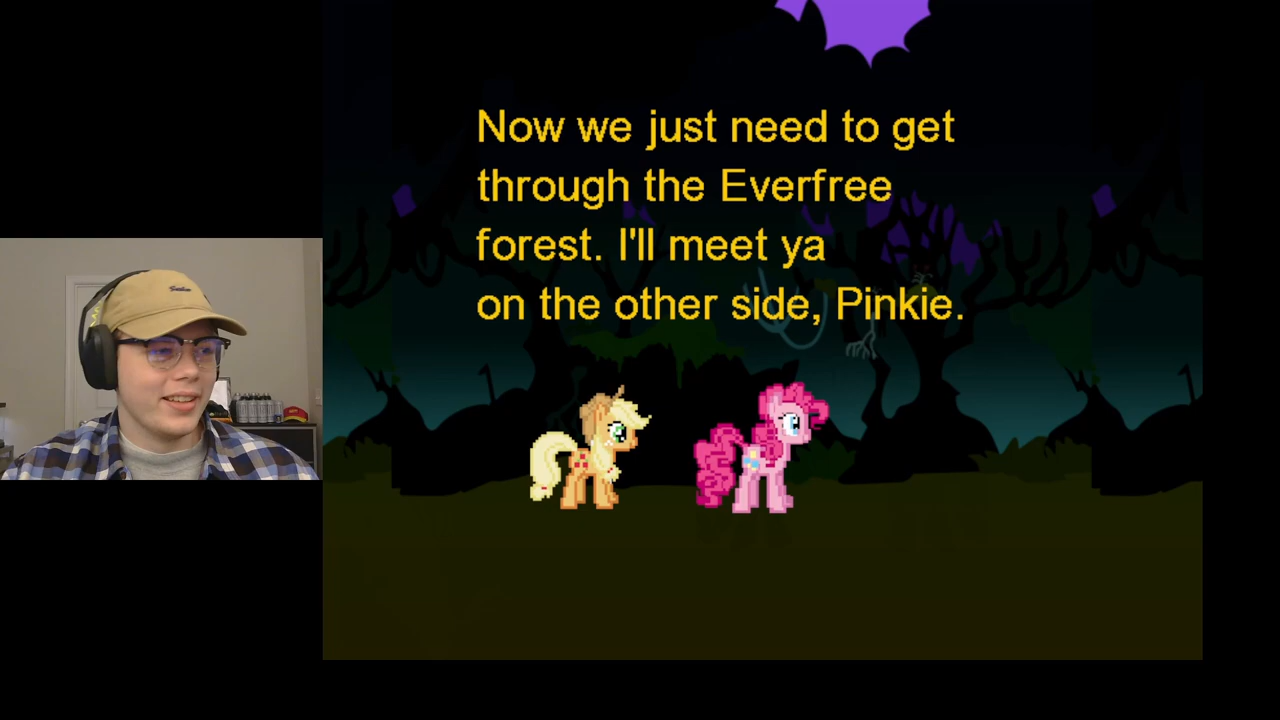 Now we just need to get
through the Everfree
forest. I'll meet ya
on the other side, Pinkie.